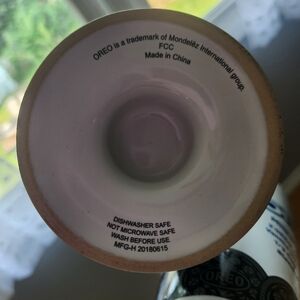 OREO is a trademark of Mondelēz International group.
FCC
Made in China
DISHWASHER SAFE
NOT MICROWAVE SAFE
WASH BEFORE USE
MFG-H 20180615
OREO